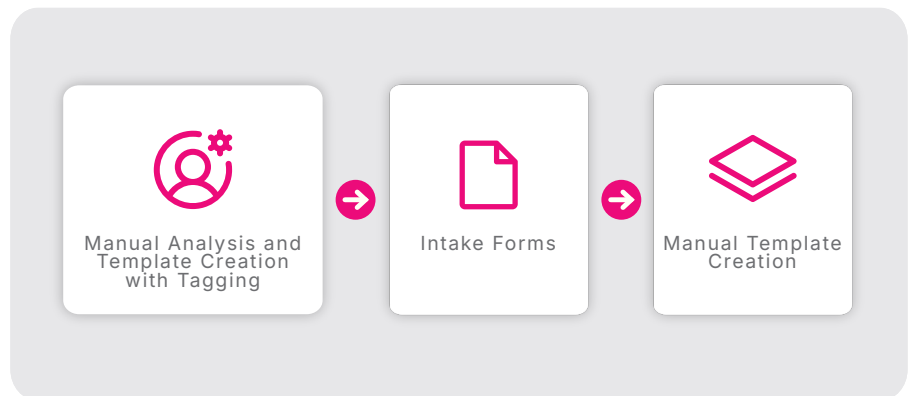 Manual Analysis and
Template Creation
with Tagging
Intake Forms
Manual Template
Creation